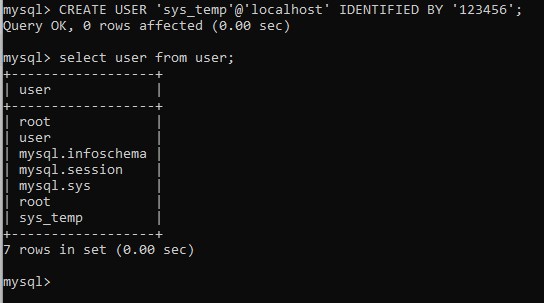 mysql> CREATE USER 'sys_temp'@'localhost' IDENTIFIED BY '123456';
Query OK, 0 rows affected (0.00 sec)
mysql> select user from user;
+------------------+
| user             |
+------------------+
| root             |
| user             |
| mysql.infoschema |
| mysql.session    |
| mysql.sys        |
| root             |
| sys_temp         |
+------------------+
7 rows in set (0.00 sec)
mysql>